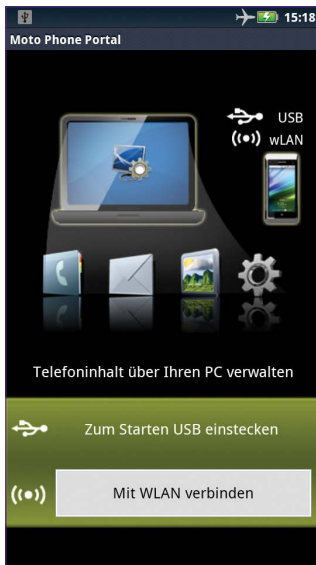 15:18
Moto Phone Portal
USB
wLAN
Telefoninhalt über Ihren PC verwalten
Zum Starten USB einstecken
Mit WLAN verbinden